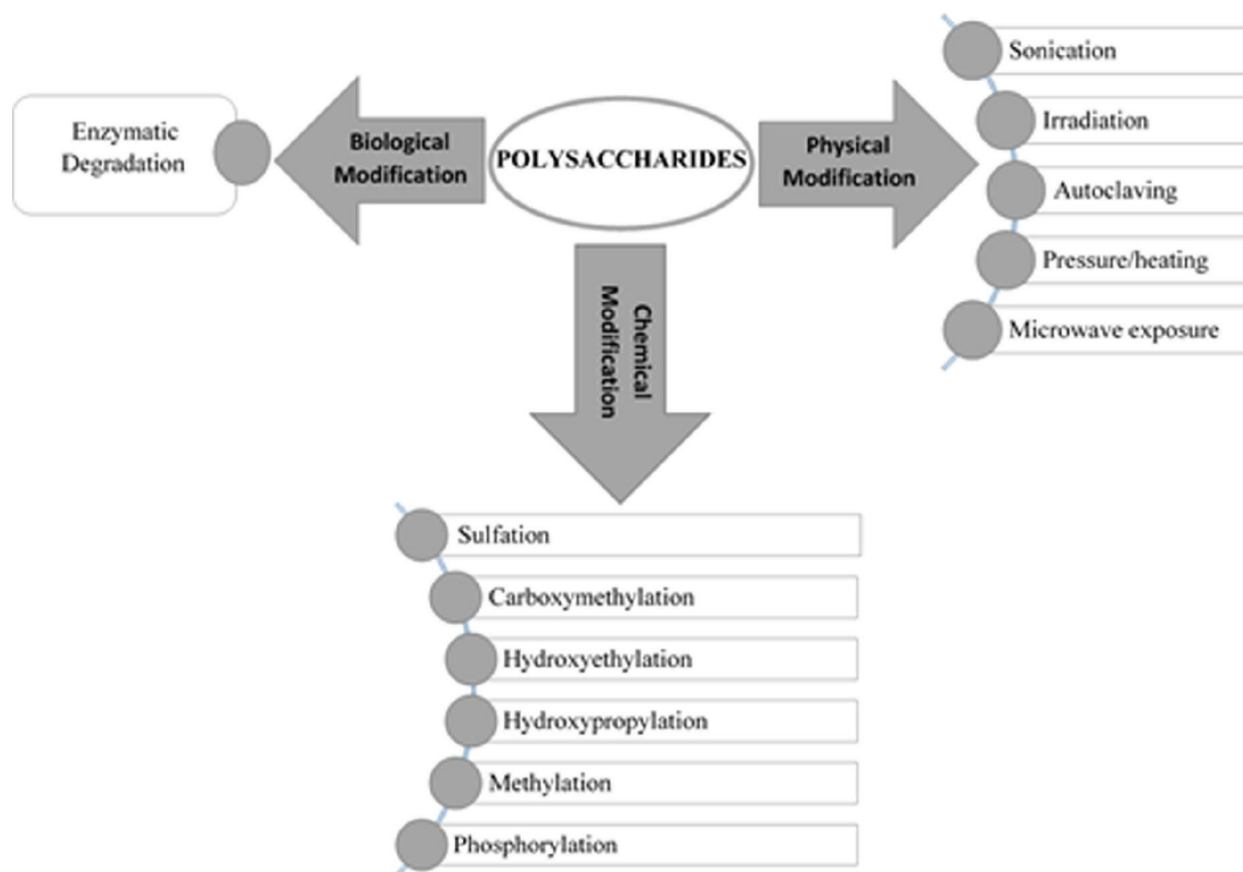 Enzymatic
Degradation
Biological
Modification
POLYSACCHARIDES
Physical
Modification
Sonication
Irradiation
Autoclaving
Pressure/heating
Microwave exposure
Chemical
Modification
Sulfation
Carboxymethylation
Hydroxyethylation
Hydroxypropylation
Methylation
Phosphorylation